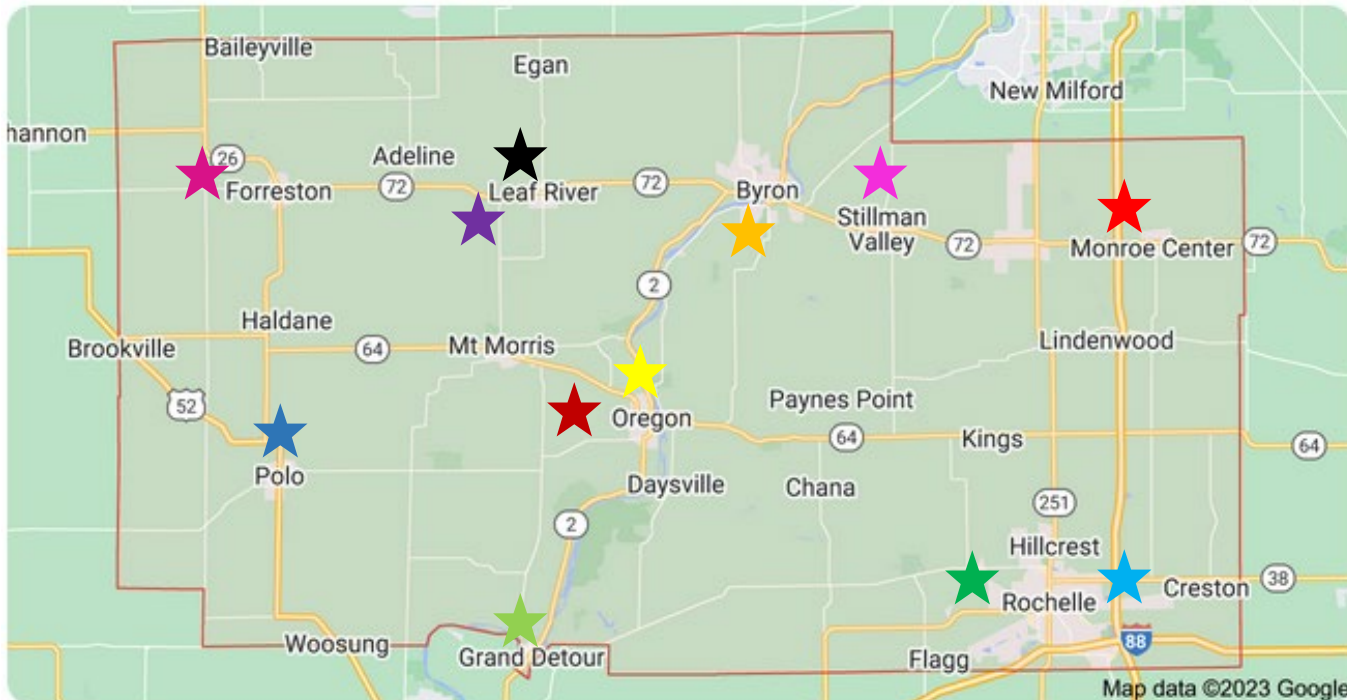 Baileyville
Egan
New Milford
hannon
26
Adeline
Forreston
72
Leaf River
72
Byron
Stillman
Valley
72
Monroe Center
72
2
Haldane
Brookville
64
Mt Morris
Lindenwood
52
Oregon
Paynes Point
64
Kings
64
Polo
Daysville
Chana
251
2
Hillcrest
Rochelle
Creston
38
Woosung
Grand Detour
Flagg
88
Map data ©2023 Google